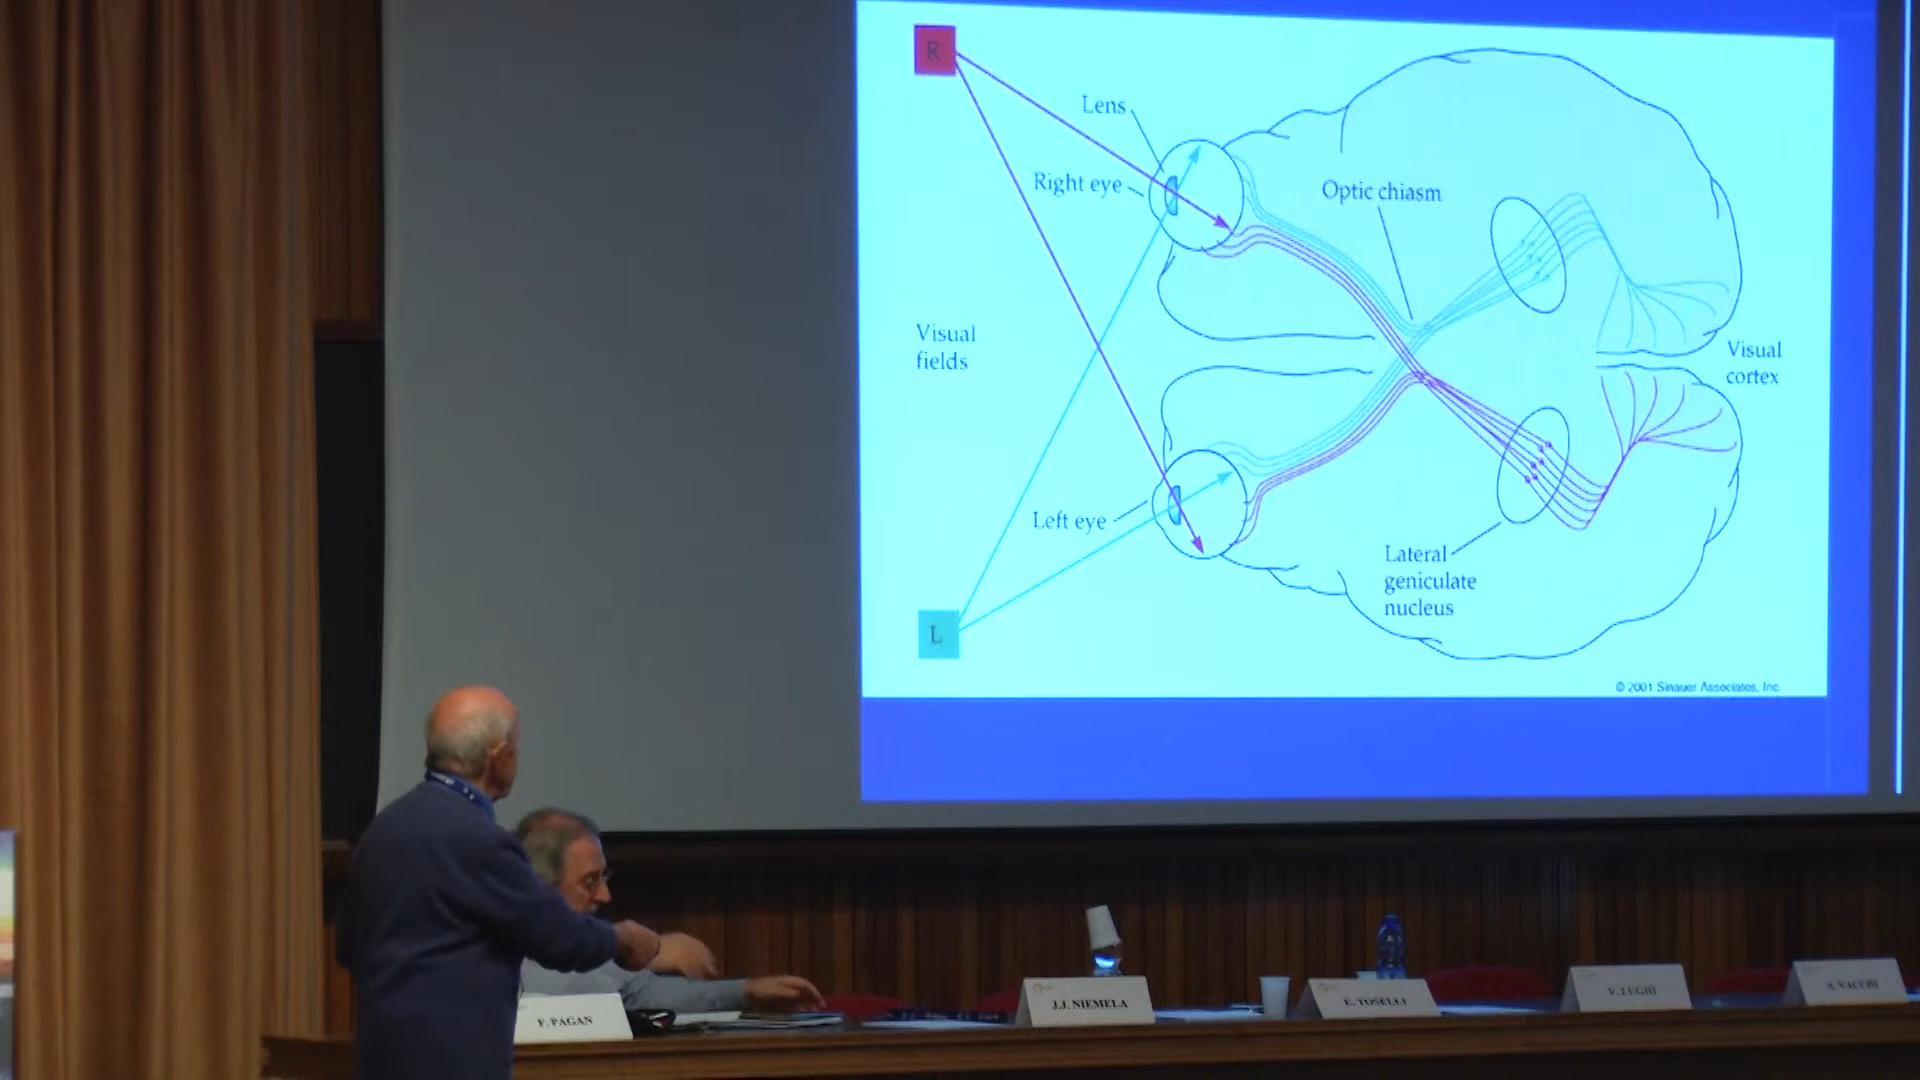 R
Lens
Right eye
Optic chiasm
Visual
fields
Visual
cortex
Left eye
Lateral
geniculate
nucleus
L
© 2001 Sinauer Associates, Inc.
F. PAGAN
J.J. NIEMELA
E. TOSELLI
V. LUGHI
A. VACCHI